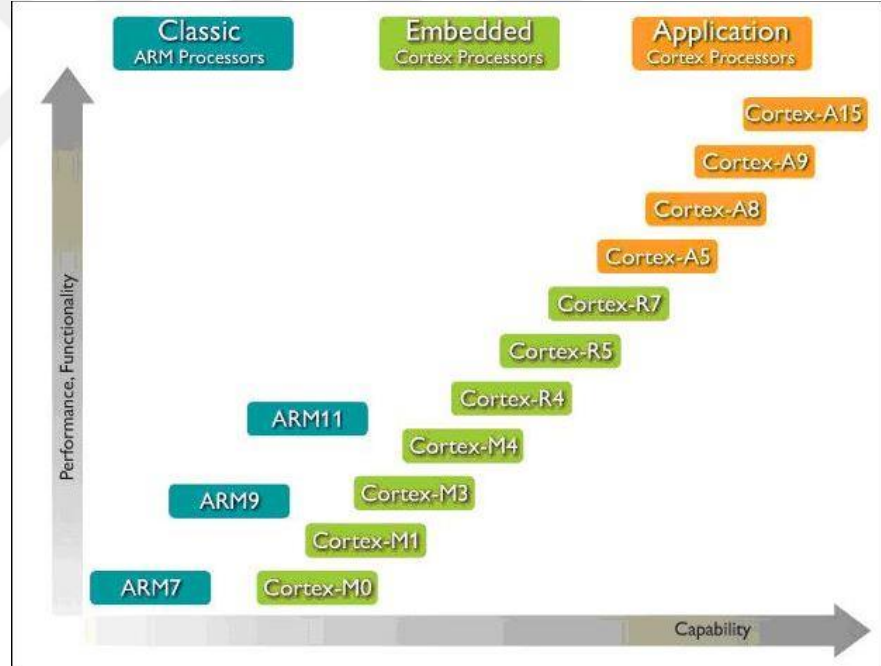 Classic
ARM Processors
Embedded
Cortex Processors
Application
Cortex Processors
Cortex-A15
Cortex-A9
Cortex-A8
Cortex-A5
Cortex-R7
Cortex-R5
Cortex-R4
ARM11
Cortex-M4
Cortex-M3
ARM9
Cortex-M1
ARM7
Cortex-M0
Performance, Functionality
Capability